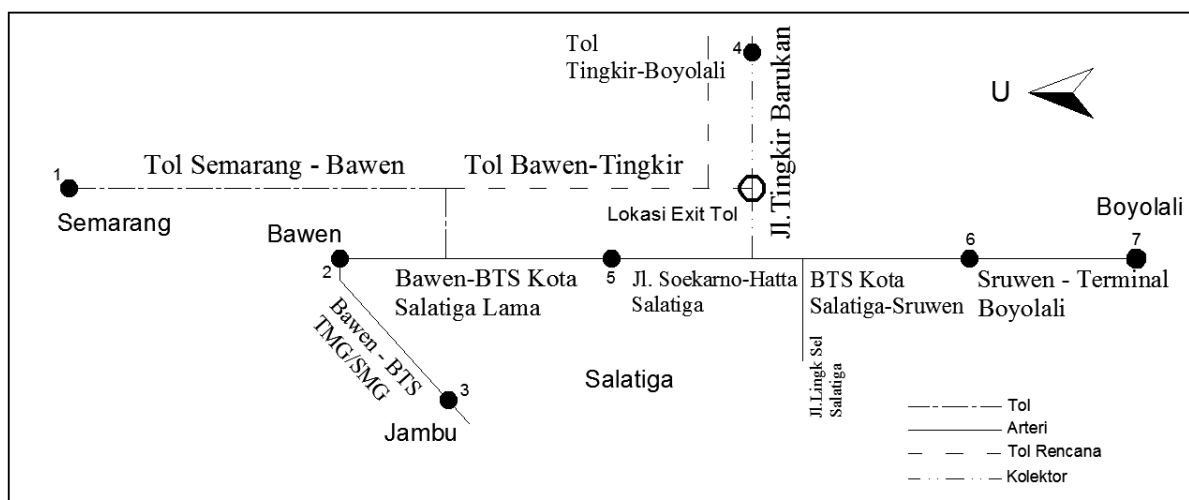 Tol
Tingkir-Boyolali
4
Jl.Tingkir Barukan
U
Tol Semarang - Bawen
Tol Bawen-Tingkir
1
Semarang
Lokasi Exit Tol
Boyolali
Bawen
2
5
6
7
Bawen-BTS Kota
Salatiga Lama
Jl. Soekarno-Hatta
Salatiga
BTS Kota
Salatiga-Sruwen
Sruwen - Terminal
Boyolali
Bawen - BTS
TMG/SMG
3
Jambu
Salatiga
Jl.Lingk Sel
Salatiga
Tol
Arteri
Tol Rencana
Kolektor